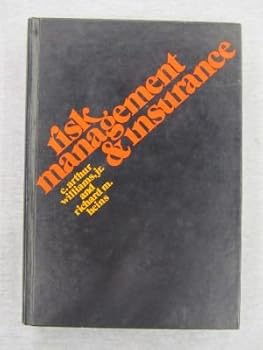 risk
management
& insurance
c. arthur
williams, jr.
and
richard m.
heins